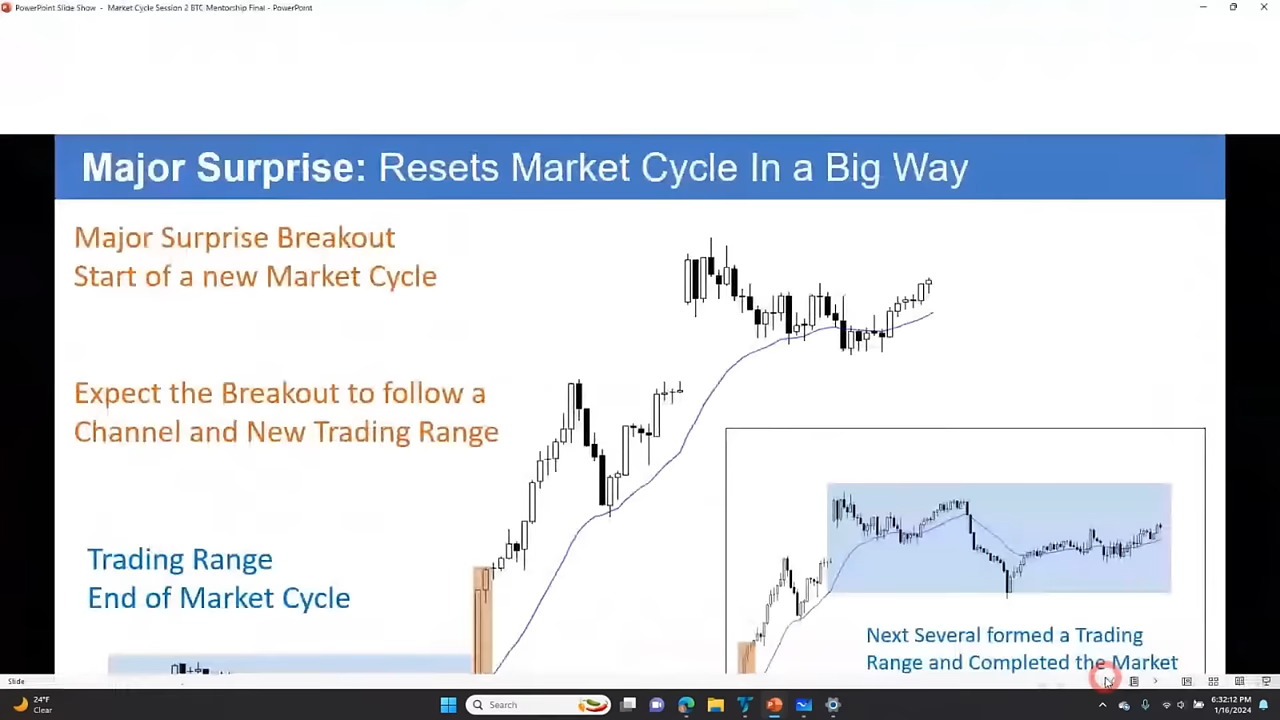 PowerPoint Slide Show - Market Cycle Session 2 BTC Mentorship Final - PowerPoint
Major Surprise: Resets Market Cycle In a Big Way
Major Surprise Breakout
Start of a new Market Cycle
Expect the Breakout to follow a
Channel and New Trading Range
Trading Range
End of Market Cycle
Next Several formed a Trading
Range and Completed the Market
Slide
24°F
Clear
Search
6:32:12 PM
1/16/2024